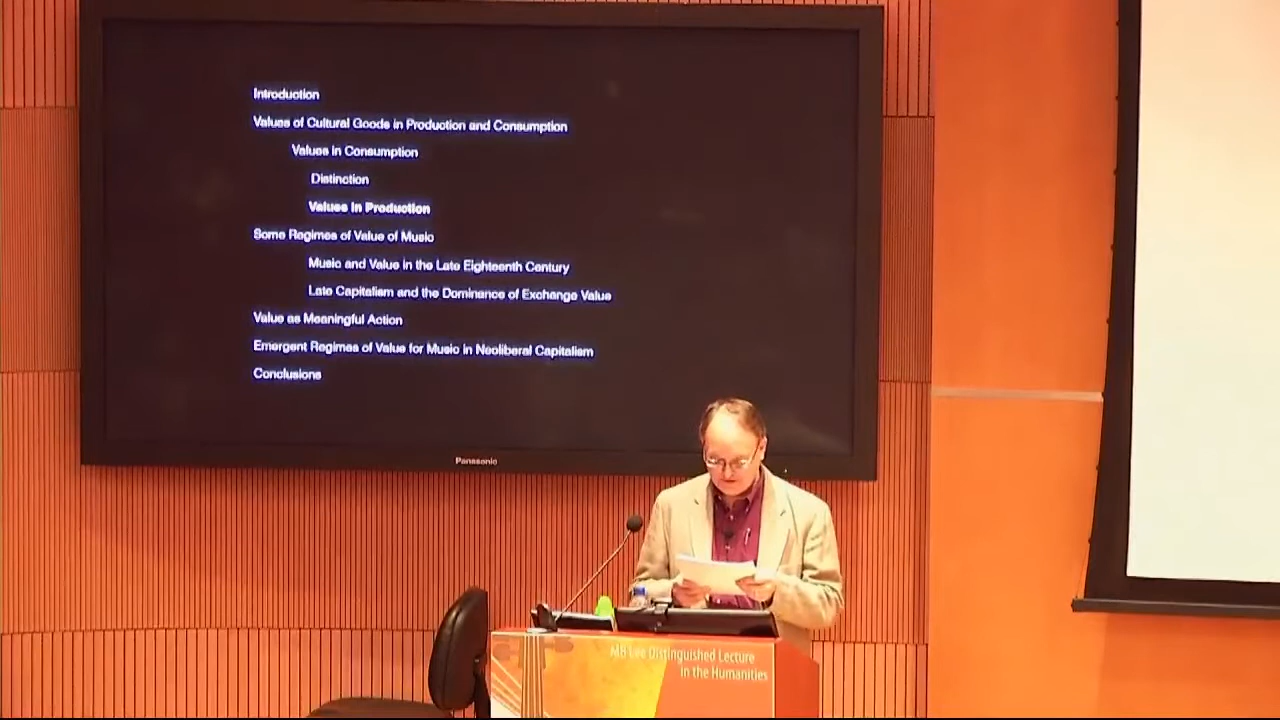 Introduction
Values of Cultural Goods in Production and Consumption
Values in Consumption
Distinction
Values in Production
Some Regimes of Value of Music
Music and Value in the Late Eighteenth Century
Late Capitalism and the Dominance of Exchange Value
Value as Meaningful Action
Emergent Regimes of Value for Music in Neoliberal Capitalism
Conclusions
Panasonic
MB Lee Distinguished Lecture
in the Humanities